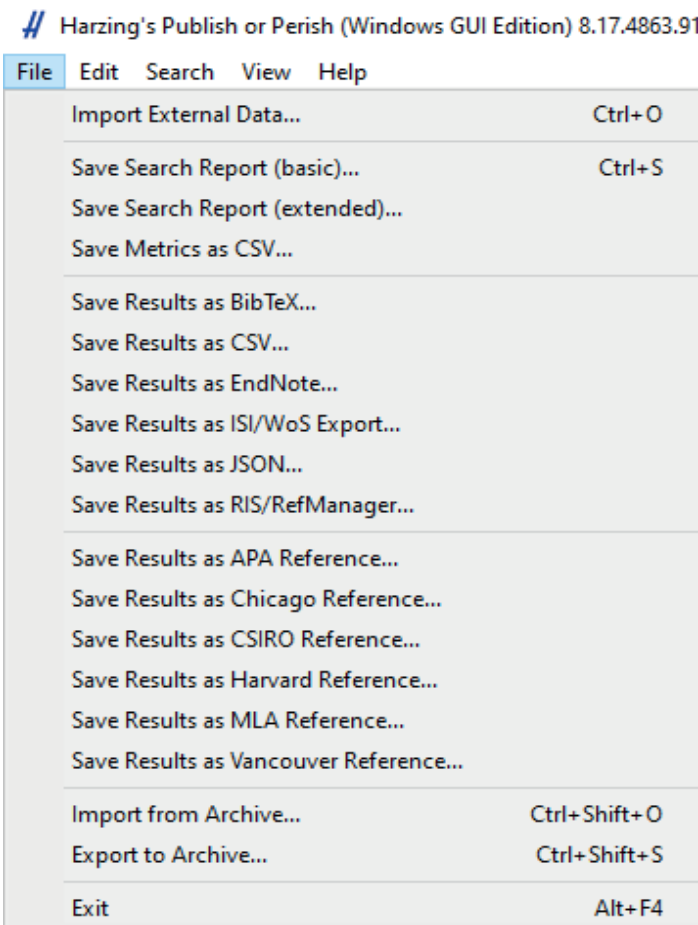 Harzing's Publish or Perish (Windows GUI Edition) 8.17.4863.91
File Edit Search View Help
Import External Data... Ctrl+O
Save Search Report (basic)... Ctrl+S
Save Search Report (extended)...
Save Metrics as CSV...
Save Results as BibTeX...
Save Results as CSV...
Save Results as EndNote...
Save Results as ISI/WoS Export...
Save Results as JSON...
Save Results as RIS/RefManager...
Save Results as APA Reference...
Save Results as Chicago Reference...
Save Results as CSIRO Reference...
Save Results as Harvard Reference...
Save Results as MLA Reference...
Save Results as Vancouver Reference...
Import from Archive... Ctrl+Shift+O
Export to Archive... Ctrl+Shift+S
Exit Alt+F4